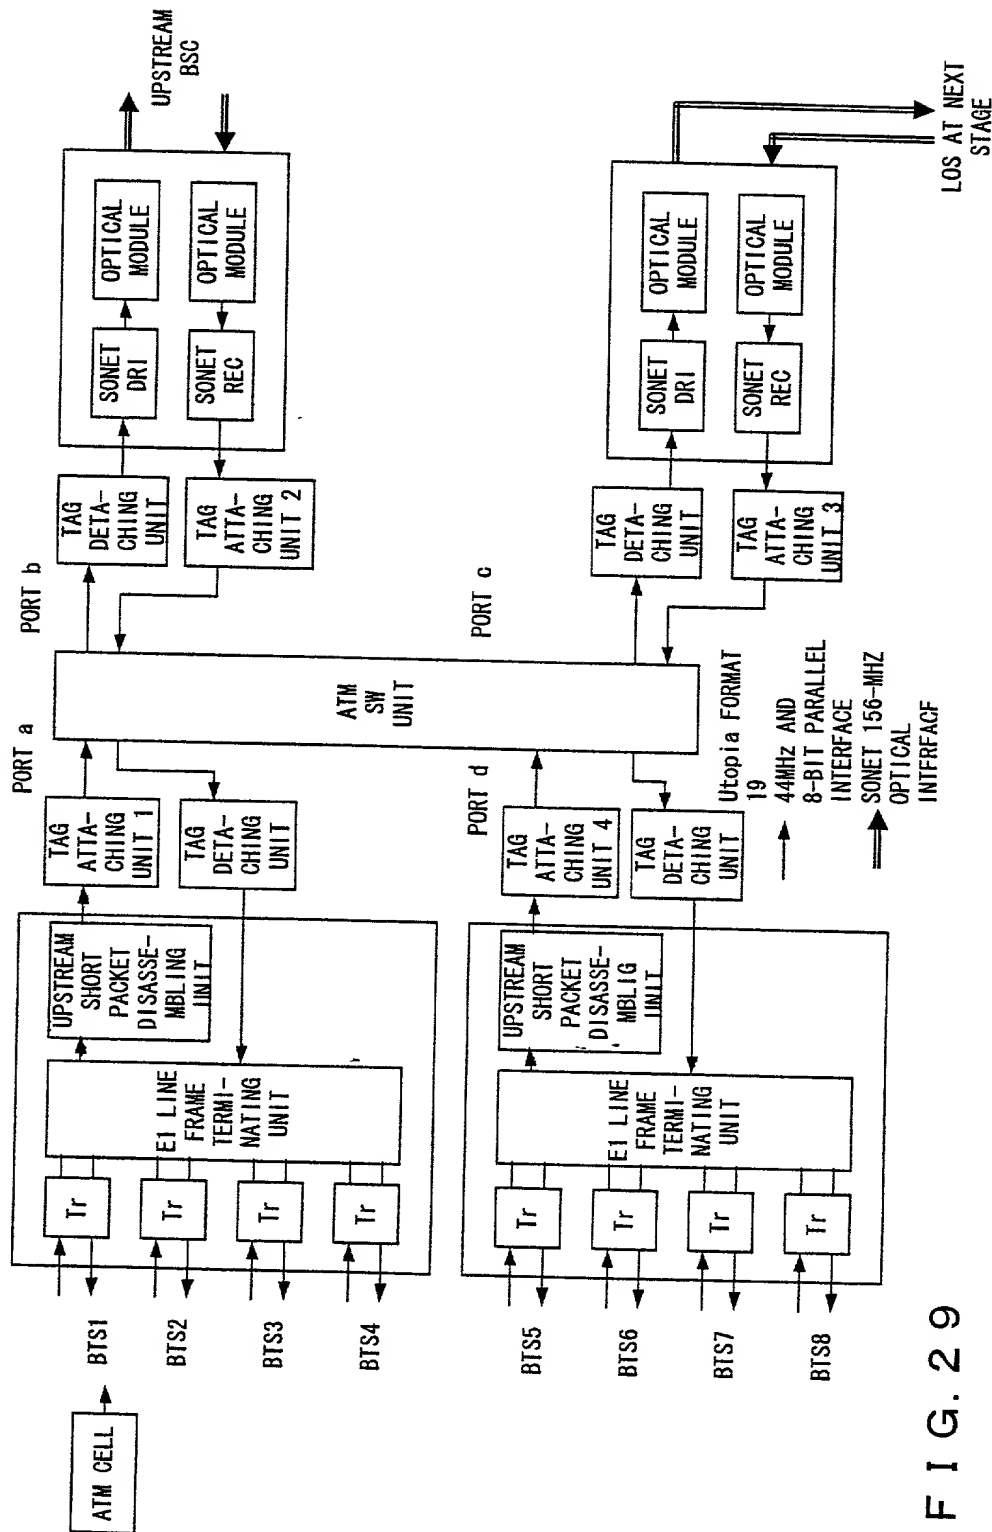 ATM CELL
BTS1
BTS2
BTS3
BTS4
Tr
Tr
Tr
Tr
E1 LINE
FRAME
TERMI-
NATING
UNIT
UPSTREAM
SHORT
PACKET
DISASSE-
MBLING
UNIT
TAG
ATTA-
CHING
UNIT 1
TAG
DETA-
CHING
UNIT
PORT a
BTS5
BTS6
BTS7
BTS8
Tr
Tr
Tr
Tr
E1 LINE
FRAME
TERMI-
NATING
UNIT
UPSTREAM
SHORT
PACKET
DISASSE-
MBLIG
UNIT
TAG
ATTA-
CHING
UNIT 4
TAG
DETA-
CHING
UNIT
PORT d
ATM
SW
UNIT
PORT b
TAG
DETA-
CHING
UNIT
TAG
ATTA-
CHING
UNIT 2
SONET
DRI
OPTICAL
MODULE
SONET
REC
OPTICAL
MODULE
UPSTREAM
BSC
PORT c
TAG
DETA-
CHING
UNIT
TAG
ATTA-
CHING
UNIT 3
SONET
DRI
OPTICAL
MODULE
SONET
REC
OPTICAL
MODULE
LOS AT NEXT
STAGE
Utopia FORMAT
19
44MHz AND
8-BIT PARALLEL
INTERFACE
SONET 156-MHZ
OPTICAL
INTFRFACF
FIG. 29